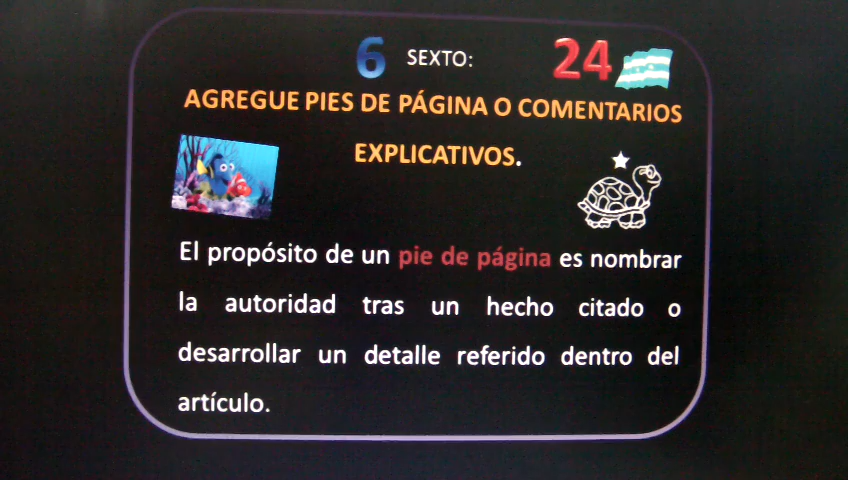 6 SEXTO: 24
AGREGUE PIES DE PÁGINA O COMENTARIOS
EXPLICATIVOS.
El propósito de un pie de página es nombrar
la autoridad tras un hecho citado o
desarrollar un detalle referido dentro del
artículo.